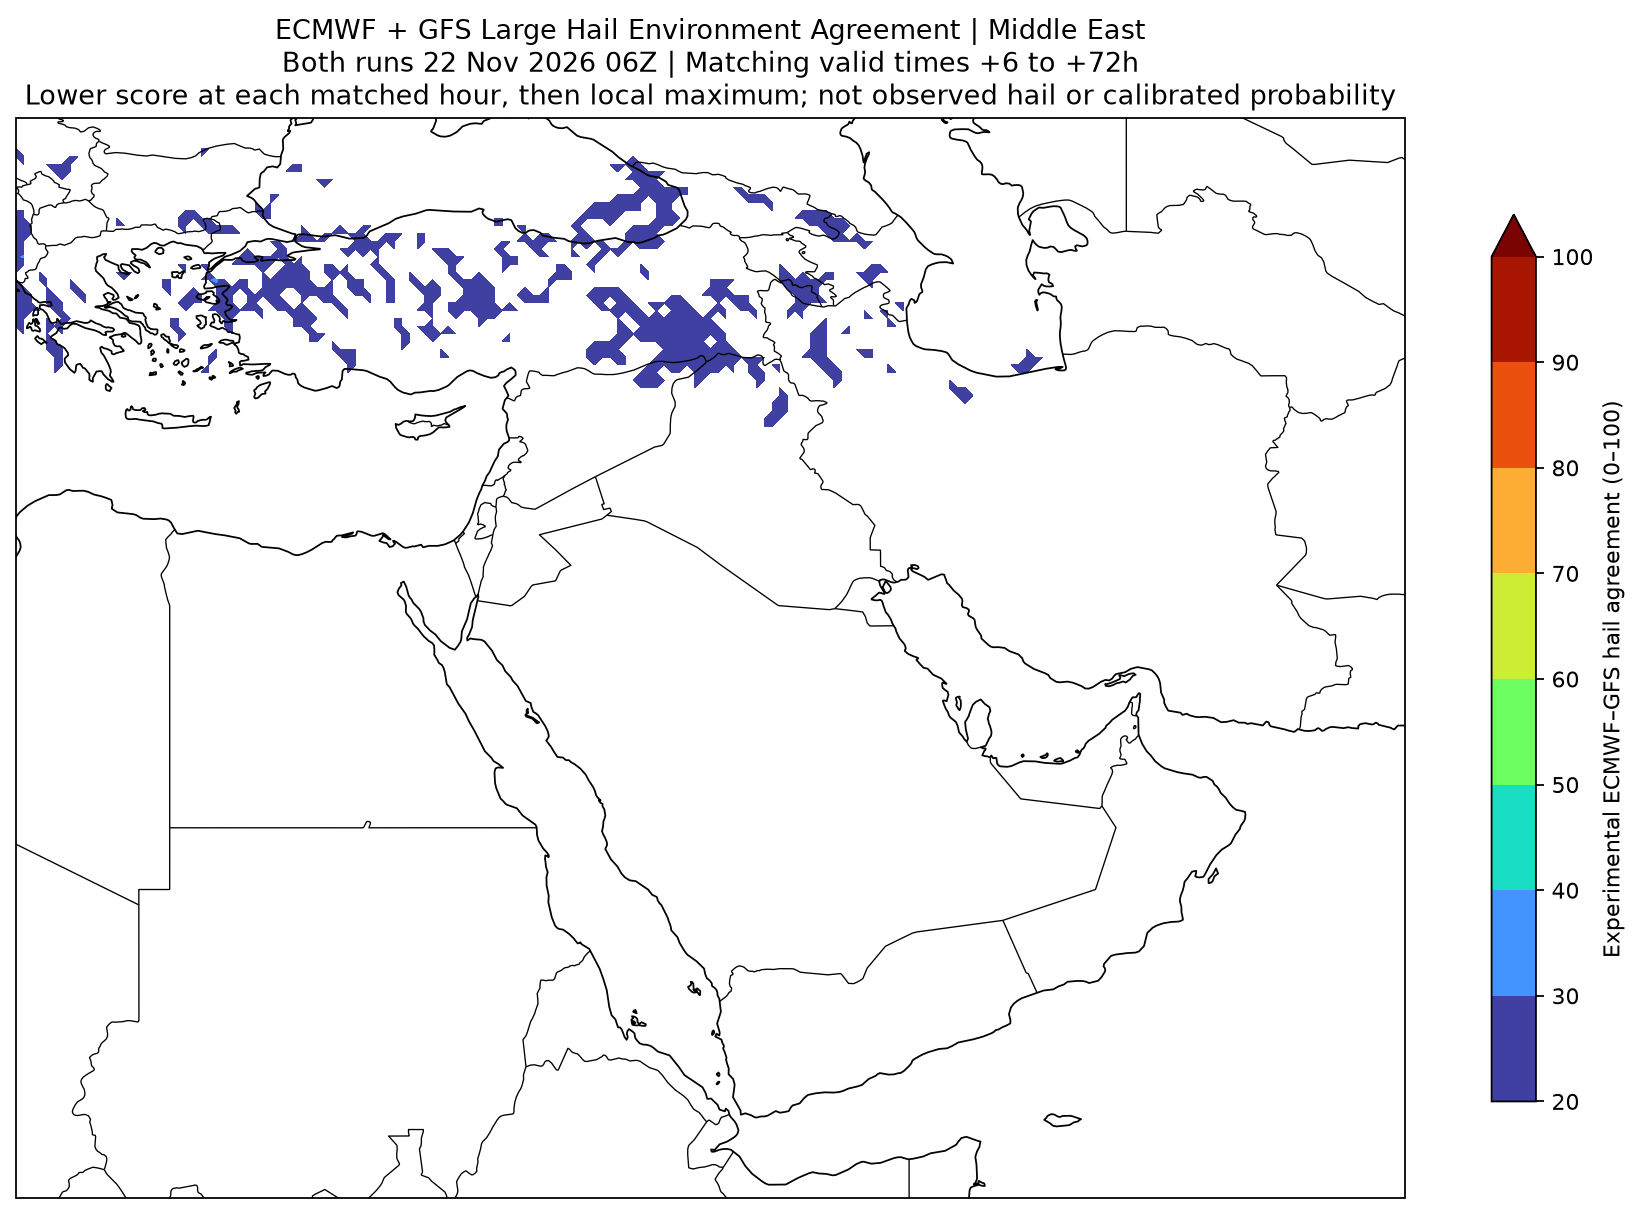 ECMWF + GFS Large Hail Environment Agreement | Middle East
Both runs 22 Nov 2026 06Z | Matching valid times +6 to +72h
Lower score at each matched hour, then local maximum; not observed hail or calibrated probability
100
90
80
70
60
50
40
30
20
Experimental ECMWF–GFS hail agreement (0–100)